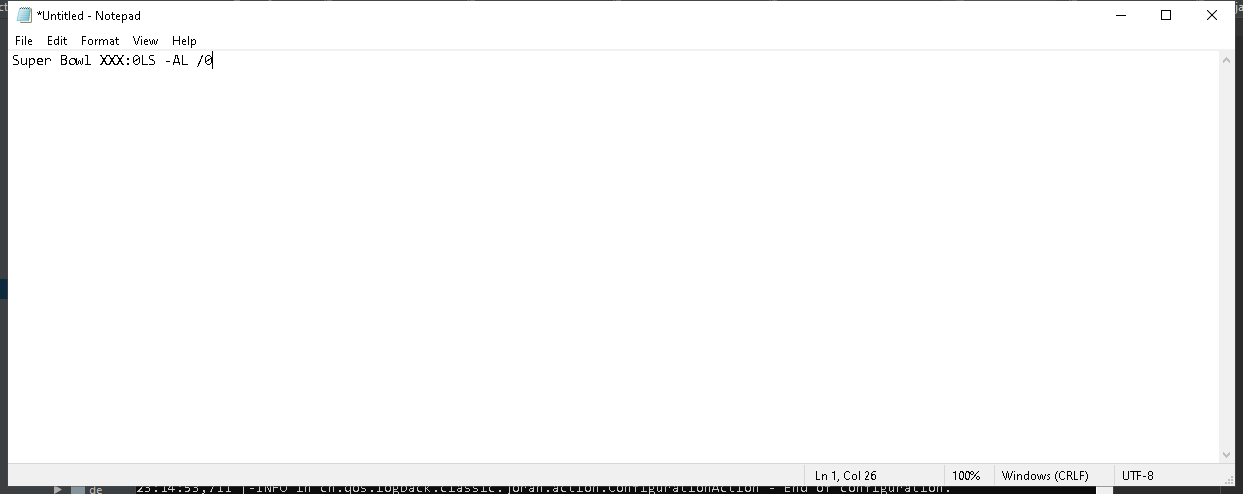 *Untitled - Notepad
File Edit Format View Help
Super Bowl XXX:0LS -AL /0
Ln 1, Col 26 100% Windows (CRLF) UTF-8
de 23:14:53,711 |-INFO in ch.qos.logback.classic.joran.action.ConfigurationAction - End of configuration.